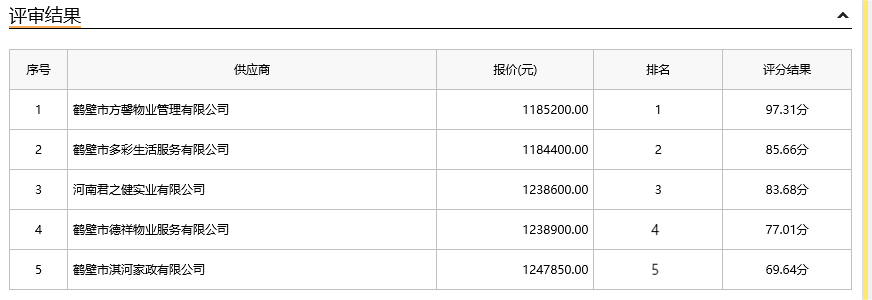 评审结果
序号 供应商 报价(元) 排名 评分结果
1 鹤壁市方馨物业管理有限公司 1185200.00 1 97.31分
2 鹤壁市多彩生活服务有限公司 1184400.00 2 85.66分
3 河南君之健实业有限公司 1238600.00 3 83.68分
4 鹤壁市德祥物业服务有限公司 1238900.00 4 77.01分
5 鹤壁市淇河家政有限公司 1247850.00 5 69.64分